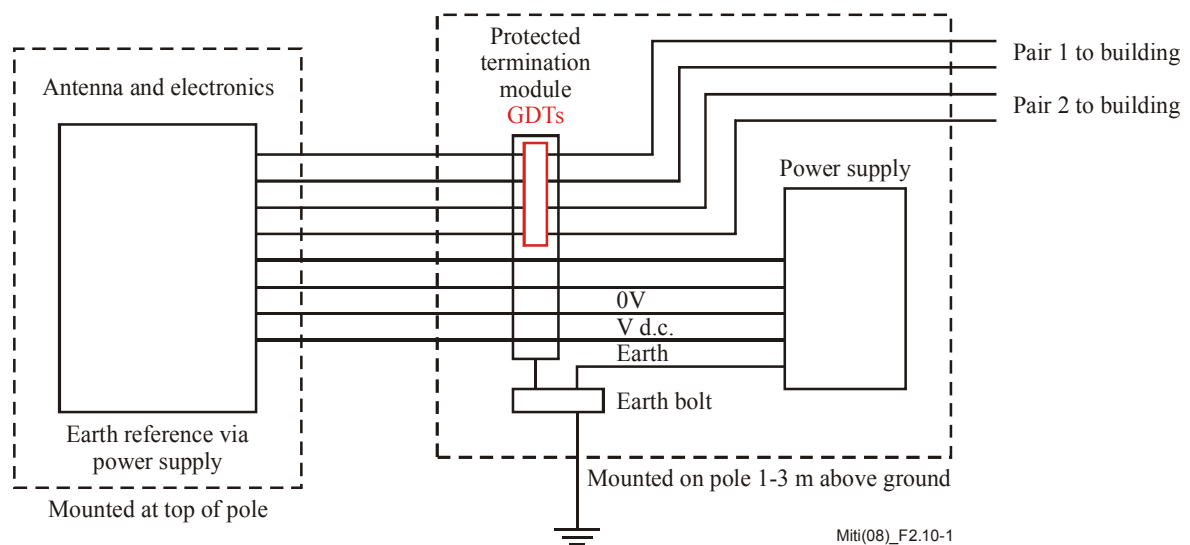 Antenna and electronics
Earth reference via
power supply
Mounted at top of pole
Protected
termination
module
GDTs
Pair 1 to building
Pair 2 to building
Power supply
0V
V d.c.
Earth
Earth bolt
Mounted on pole 1-3 m above ground
Miti(08)_F2.10-1